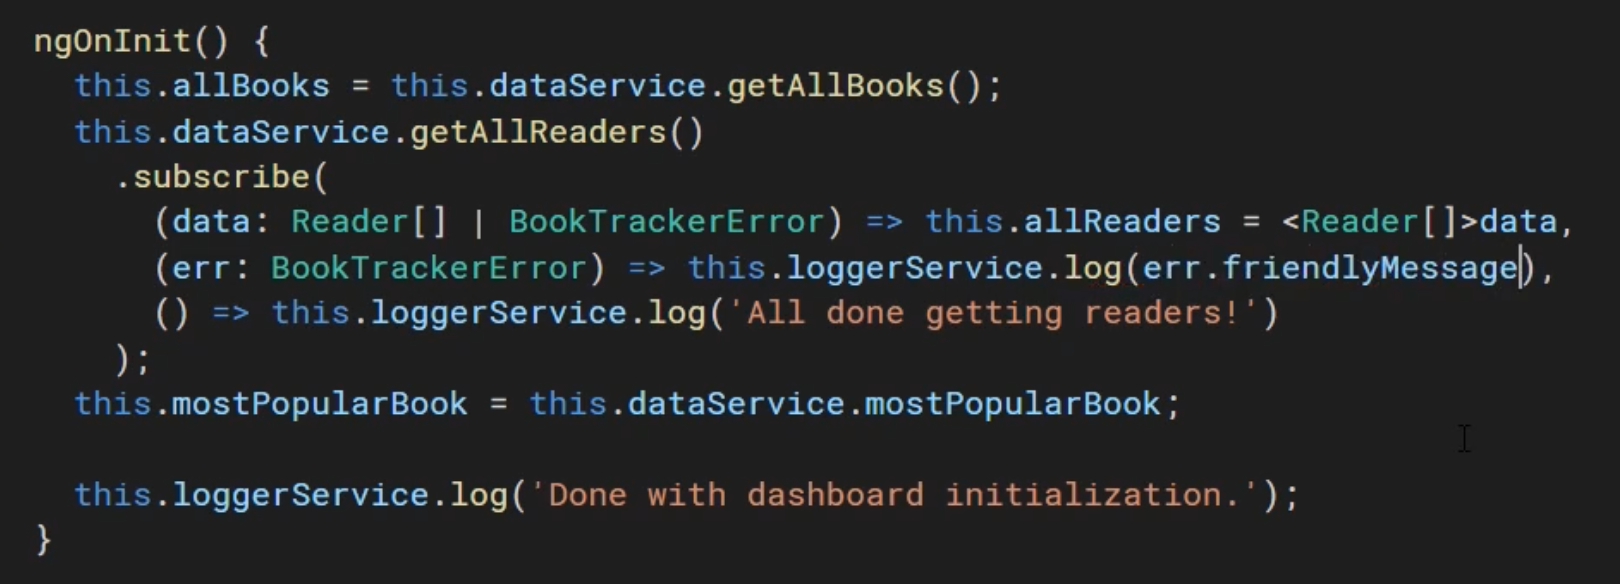 ngOnInit() {
  this.allBooks = this.dataService.getAllBooks();
  this.dataService.getAllReaders()
    .subscribe(
      (data: Reader[] | BookTrackerError) => this.allReaders = <Reader[]>data,
      (err: BookTrackerError) => this.loggerService.log(err.friendlyMessage),
      () => this.loggerService.log('All done getting readers!')
    );
  this.mostPopularBook = this.dataService.mostPopularBook;

  this.loggerService.log('Done with dashboard initialization.');
}